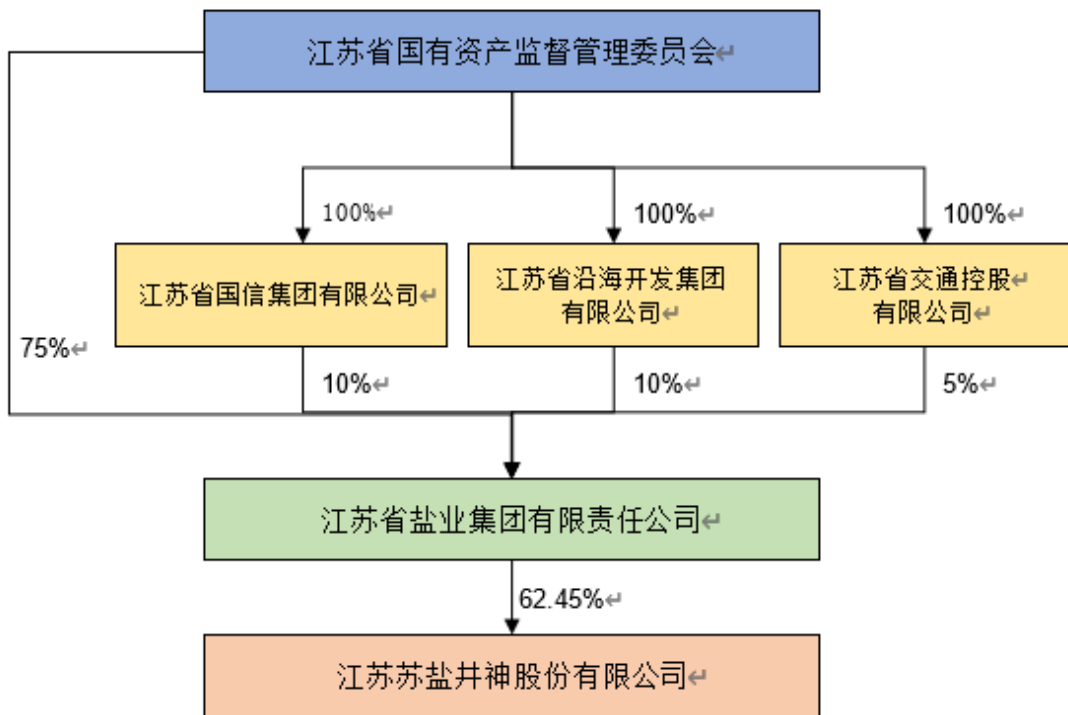 江苏省国有资产监督管理委员会↵
100%↵
100%↵
100%↵
江苏省国信集团有限公司↵
江苏省沿海开发集团
有限公司↵
江苏省交通控股↵
有限公司↵
75%↵
10%↵
10%↵
5%↵
江苏省盐业集团有限责任公司↵
62.45%↵
江苏苏盐井神股份有限公司↵